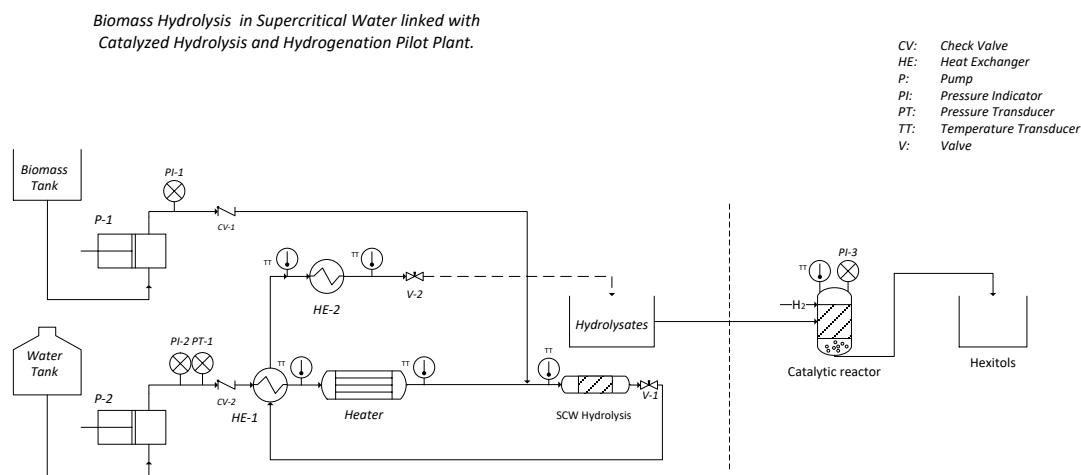 Biomass Hydrolysis in Supercritical Water linked with
Catalyzed Hydrolysis and Hydrogenation Pilot Plant.
CV: Check Valve
HE: Heat Exchanger
P: Pump
PI: Pressure Indicator
PT: Pressure Transducer
TT: Temperature Transducer
V: Valve
Biomass
Tank
PI-1
P-1
CV-1
TT
TT
HE-2
V-2
TT
PI-3
H2
Hydrolysates
Catalytic reactor
Hexitols
Water
Tank
PI-2 PT-1
P-2
CV-2
HE-1
TT
Heater
TT
TT
SCW Hydrolysis
V-1